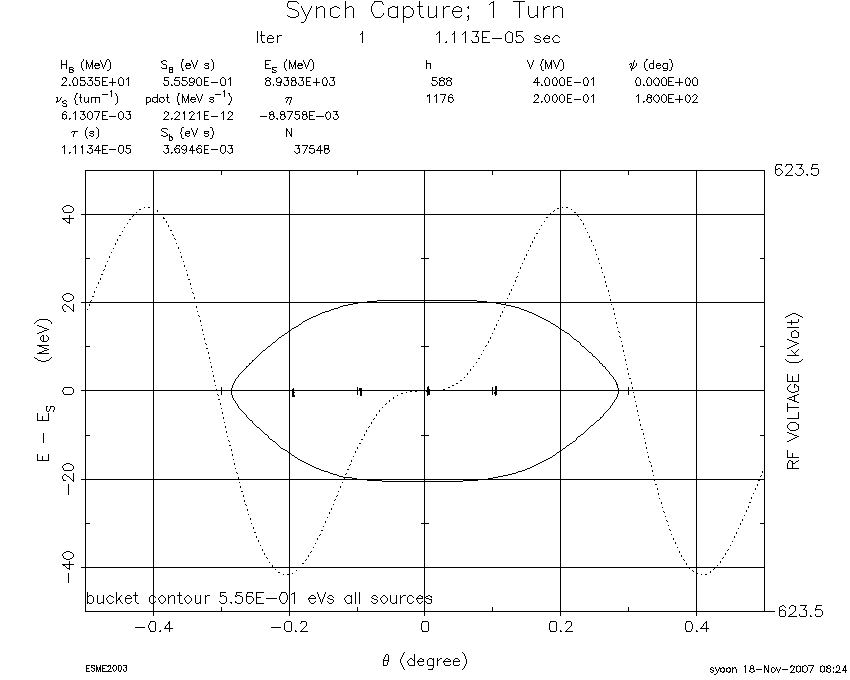 Synch Capture; 1 Turn
Iter 1 1.113E-05 sec
H_B (MeV) S_B (eV s) E_S (MeV) h V (MV) ψ (deg)
2.0535E+01 5.5590E-01 8.9383E+03 588 4.000E-01 0.000E+00
ν_S (turn⁻¹) pdot (MeV s⁻¹) η 1176 2.000E-01 1.800E+02
6.1307E-03 2.2121E-12 -8.8758E-03
τ (s) S_b (eV s) N
1.1134E-05 3.6946E-03 37548
623.5
40
20
0
-20
-40
E - E_S (MeV)
RF VOLTAGE (kVolt)
bucket contour 5.56E-01 eVs all sources
-623.5
-0.4 -0.2 0 0.2 0.4
θ (degree)
ESME2003 syoon 18-Nov-2007 08:24